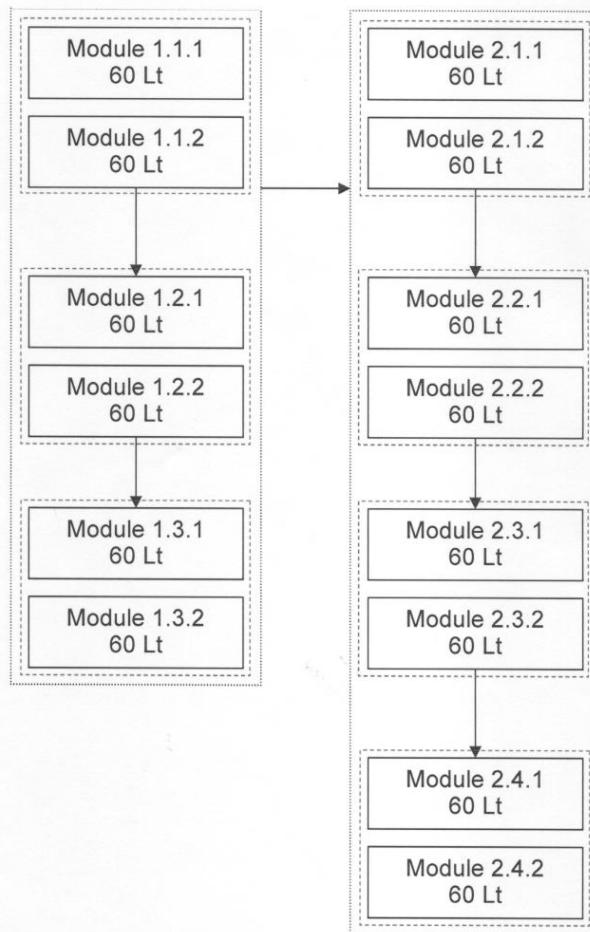 Module 1.1.1
60 Lt
Module 1.1.2
60 Lt
Module 1.2.1
60 Lt
Module 1.2.2
60 Lt
Module 1.3.1
60 Lt
Module 1.3.2
60 Lt
Module 2.1.1
60 Lt
Module 2.1.2
60 Lt
Module 2.2.1
60 Lt
Module 2.2.2
60 Lt
Module 2.3.1
60 Lt
Module 2.3.2
60 Lt
Module 2.4.1
60 Lt
Module 2.4.2
60 Lt